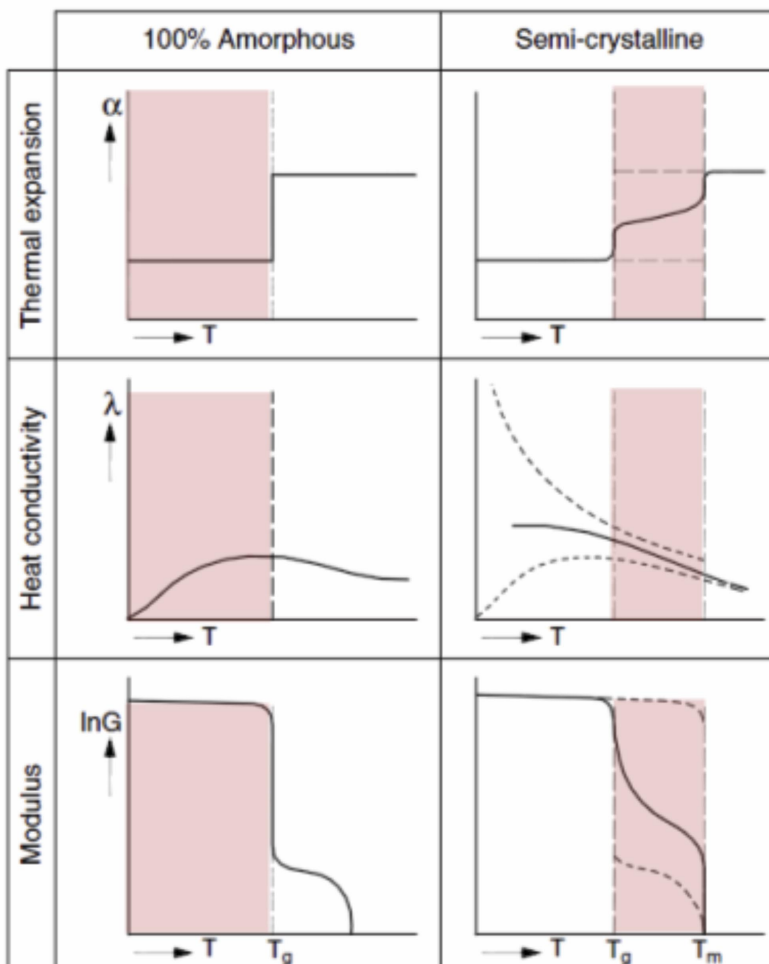 100% Amorphous
Semi-crystalline
Thermal expansion
α
T
T
Heat conductivity
λ
T
T
Modulus
lnG
T
Tg
T
Tg
Tm